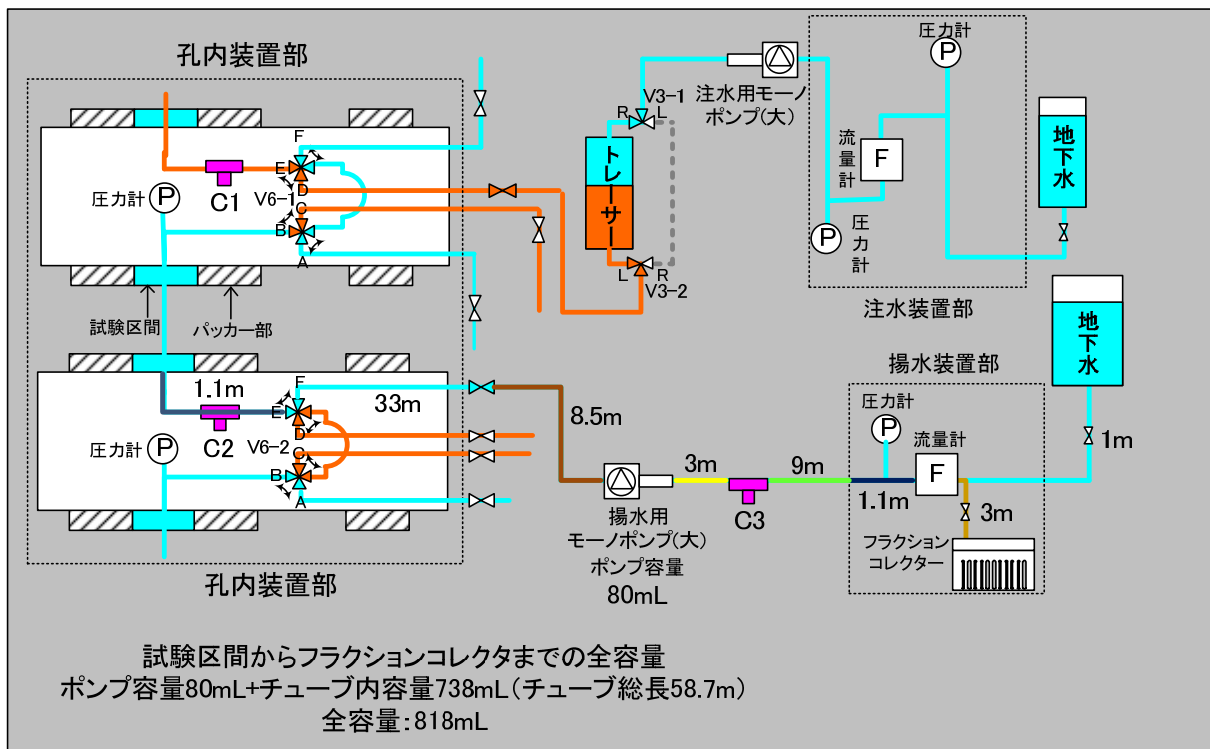 孔内装置部
F
E
D
C
B
A
V6-1
C1
圧力計
P
試験区間
パッカー部
R
V3-1
L
トレーサー
L
R
V3-2
注水用モーノ
ポンプ(大)
圧力計
P
流量計
F
P
圧力計
地下水
注水装置部
1.1m
F
E
D
C
B
A
V6-2
C2
圧力計
P
33m
孔内装置部
8.5m
揚水用
モーノポンプ(大)
ポンプ容量
80mL
3m
C3
9m
揚水装置部
圧力計
P
流量計
F
1.1m
3m
フラクション
コレクター
地下水
1m
試験区間からフラクションコレクタまでの全容量
ポンプ容量80mL+チューブ内容量738mL(チューブ総長58.7m)
全容量:818mL